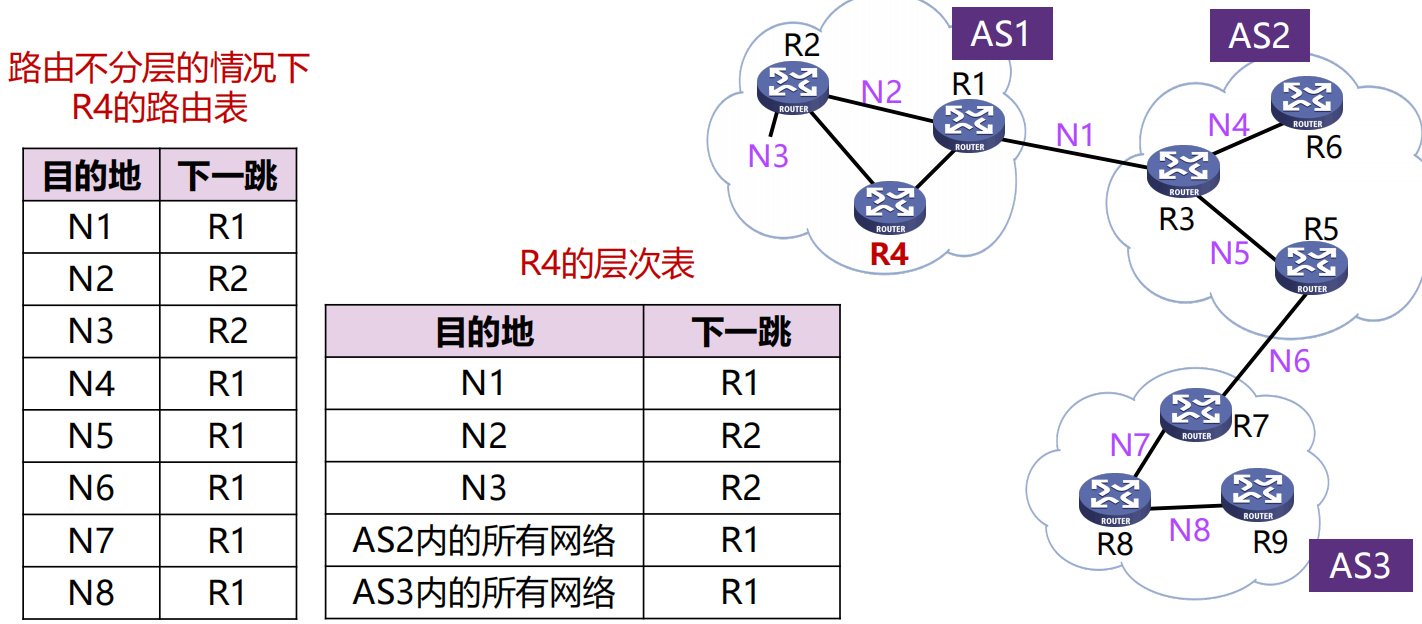 路由不分层的情况下
R4的路由表
目的地 下一跳
N1 R1
N2 R2
N3 R2
N4 R1
N5 R1
N6 R1
N7 R1
N8 R1
R4的层次表
目的地 下一跳
N1 R1
N2 R2
N3 R2
AS2内的所有网络 R1
AS3内的所有网络 R1
AS1
R2
ROUTER
N2
R1
ROUTER
N3
ROUTER
R4
N1
AS2
ROUTER
R6
N4
ROUTER
R3
N5
R5
ROUTER
N6
ROUTER
R7
N7
ROUTER
R8
N8
ROUTER
R9
AS3